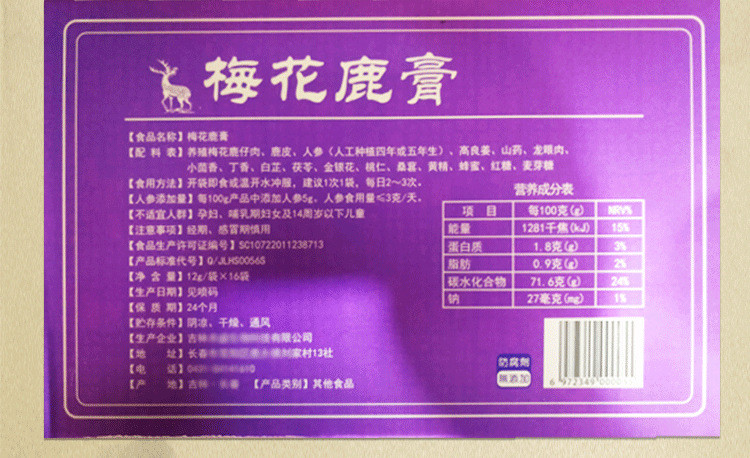 梅花鹿膏
【食品名称】梅花鹿膏
【配 料 表】养殖梅花鹿仔肉、鹿皮、人参（人工种植四年或五年生）、高良姜、山药、龙眼肉、
小茴香、丁香、白芷、茯苓、金银花、桃仁、桑葚、黄精、蜂蜜、红糖、麦芽糖
【食用方法】开袋即食或温开水冲服，建议1次1袋，每日2～3次。
【人参添加量】每100g产品中添加人参5g，人参食用量≤3克/天。
【不适宜人群】孕妇、哺乳期妇女及14周岁以下儿童
【注意事项】经期、感冒期慎用
【食品生产许可证编号】SC10722011238713
【产品标准代号】Q/JLHS0056S
【净 含 量】12g/袋×16袋
【生产日期】见喷码
【保 质 期】24个月
【贮存条件】阴凉、干燥、通风
【生产企业】吉林 有限公司
【地 址】长春 家村13社
【电 话】
【产 地】吉林·长春 【产品类别】其他食品
营养成分表
项 目 每100克(g) NRV%
能量 1281千焦(kJ) 15%
蛋白质 1.8克(g) 3%
脂肪 0.9克(g) 2%
碳水化合物 71.6克(g) 24%
钠 27毫克(mg) 1%
防腐剂
無添加
6 972349 0000